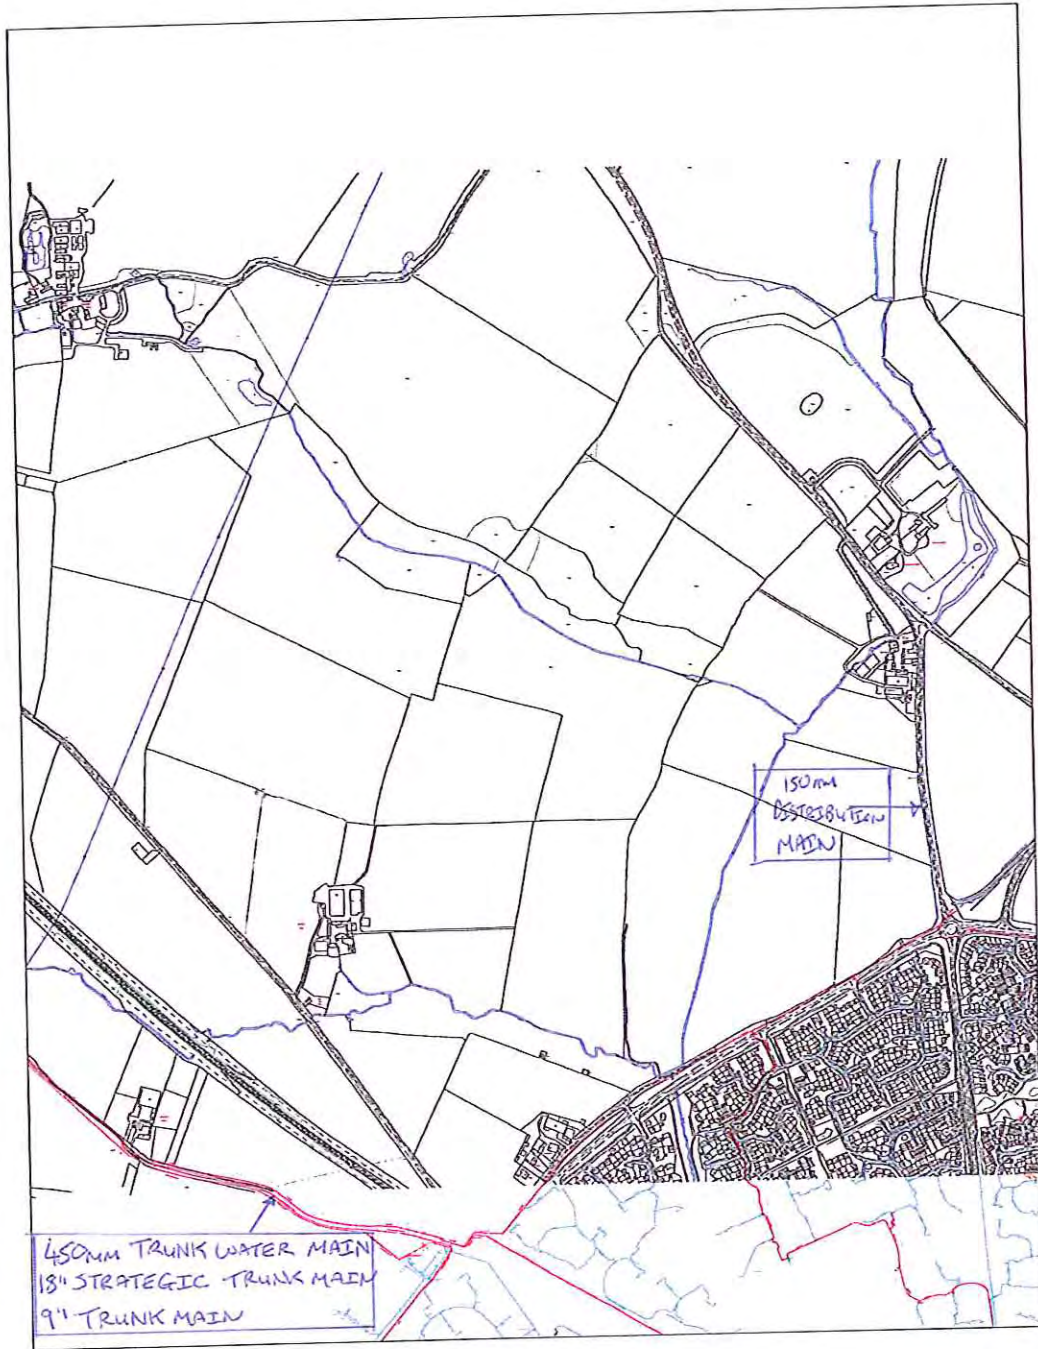 150mm
DISTRIBUTION
MAIN
450MM TRUNK WATER MAIN
18" STRATEGIC TRUNK MAIN
9" TRUNK MAIN